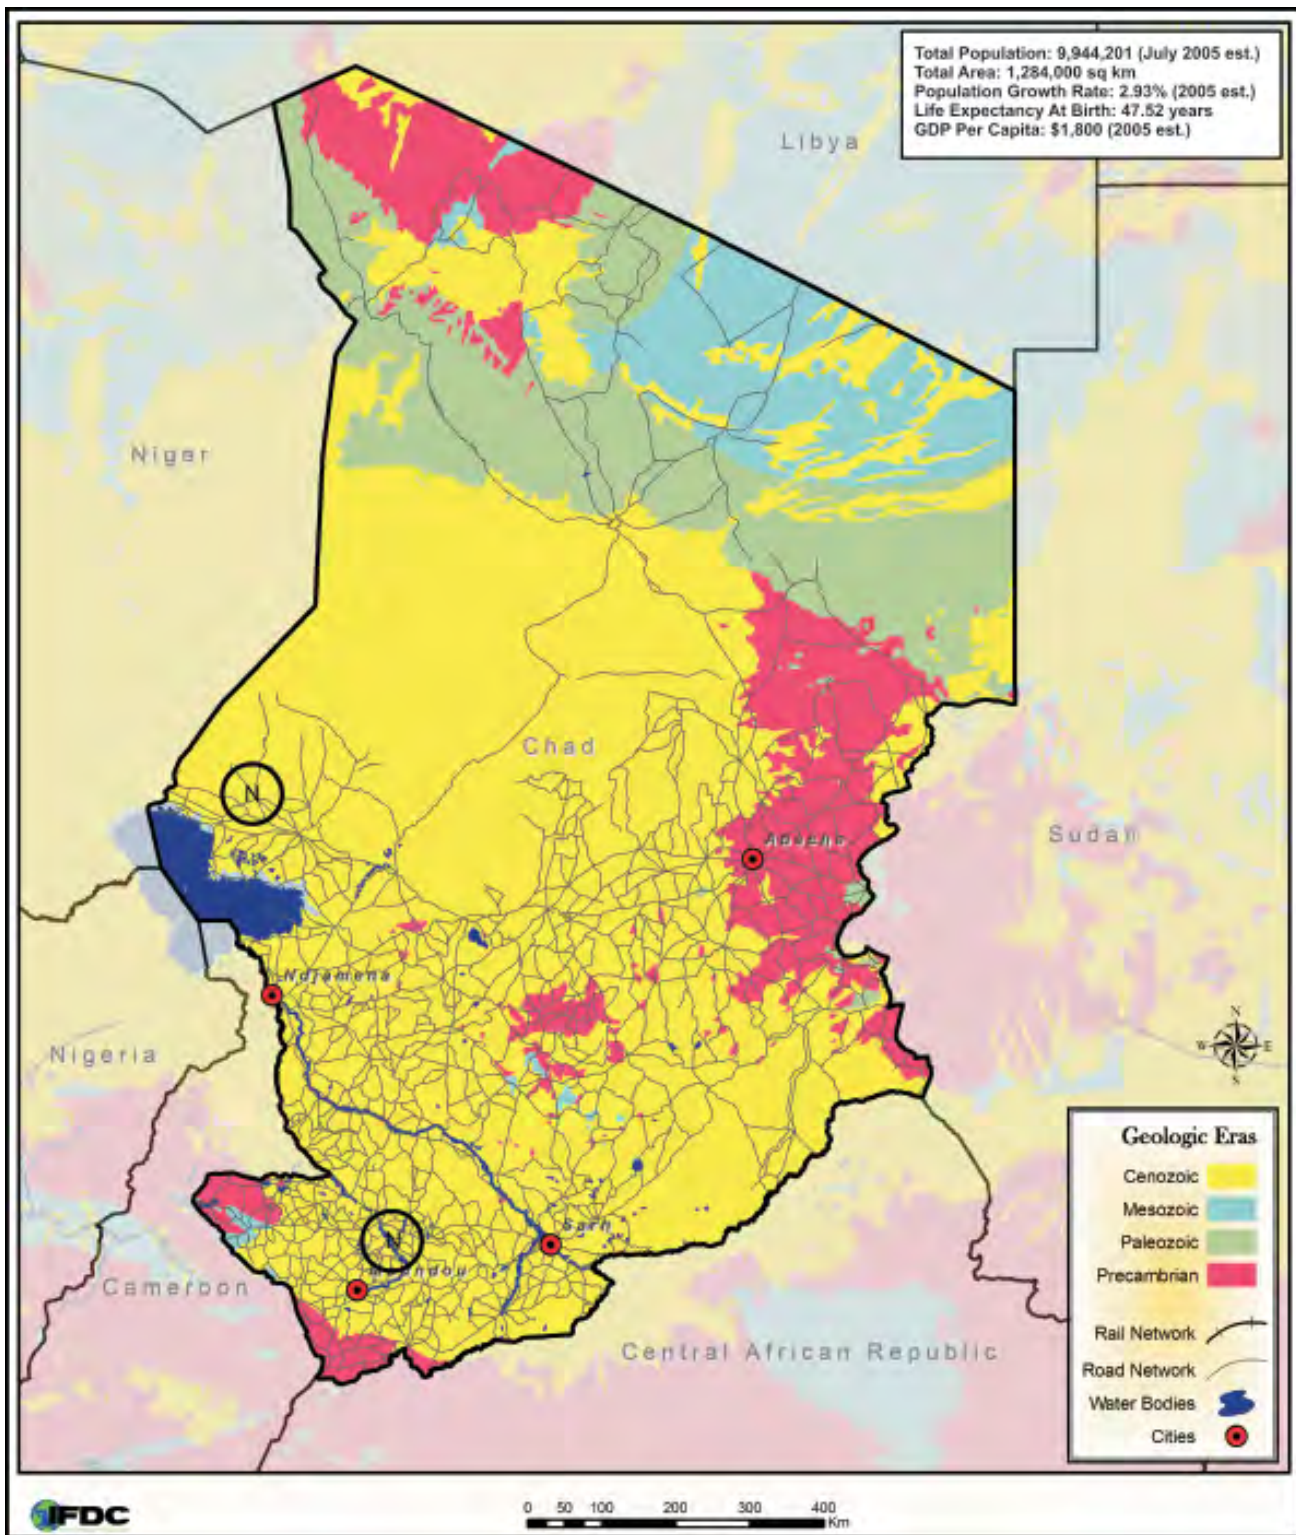 Total Population: 9,944,201 (July 2005 est.)
Total Area: 1,284,000 sq km
Population Growth Rate: 2.93% (2005 est.)
Life Expectancy At Birth: 47.52 years
GDP Per Capita: $1,800 (2005 est.)
Libya
Niger
Chad
N
Abeche
Sudan
Ndjamena
Nigeria
N
W E
S
Geologic Eras
Cenozoic
Mesozoic
Paleozoic
Precambrian
Rail Network
Road Network
Water Bodies
Cities
Sarh
N
Moundou
Cameroon
Central African Republic
IFDC
0 50 100 200 300 400
Km